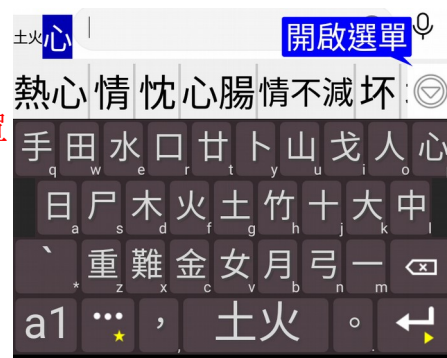 土火心
開啟選單
熱心 情 忱 心腸 情不減 坏
手 田 水 口 廿 卜 山 戈 人 心
q w e r t y u i o
日 尸 木 火 土 竹 十 大 中
a s d f g h j k l
ˋ 重 難 金 女 月 弓 一
* z x c v b n m
a1 ， 土火 。